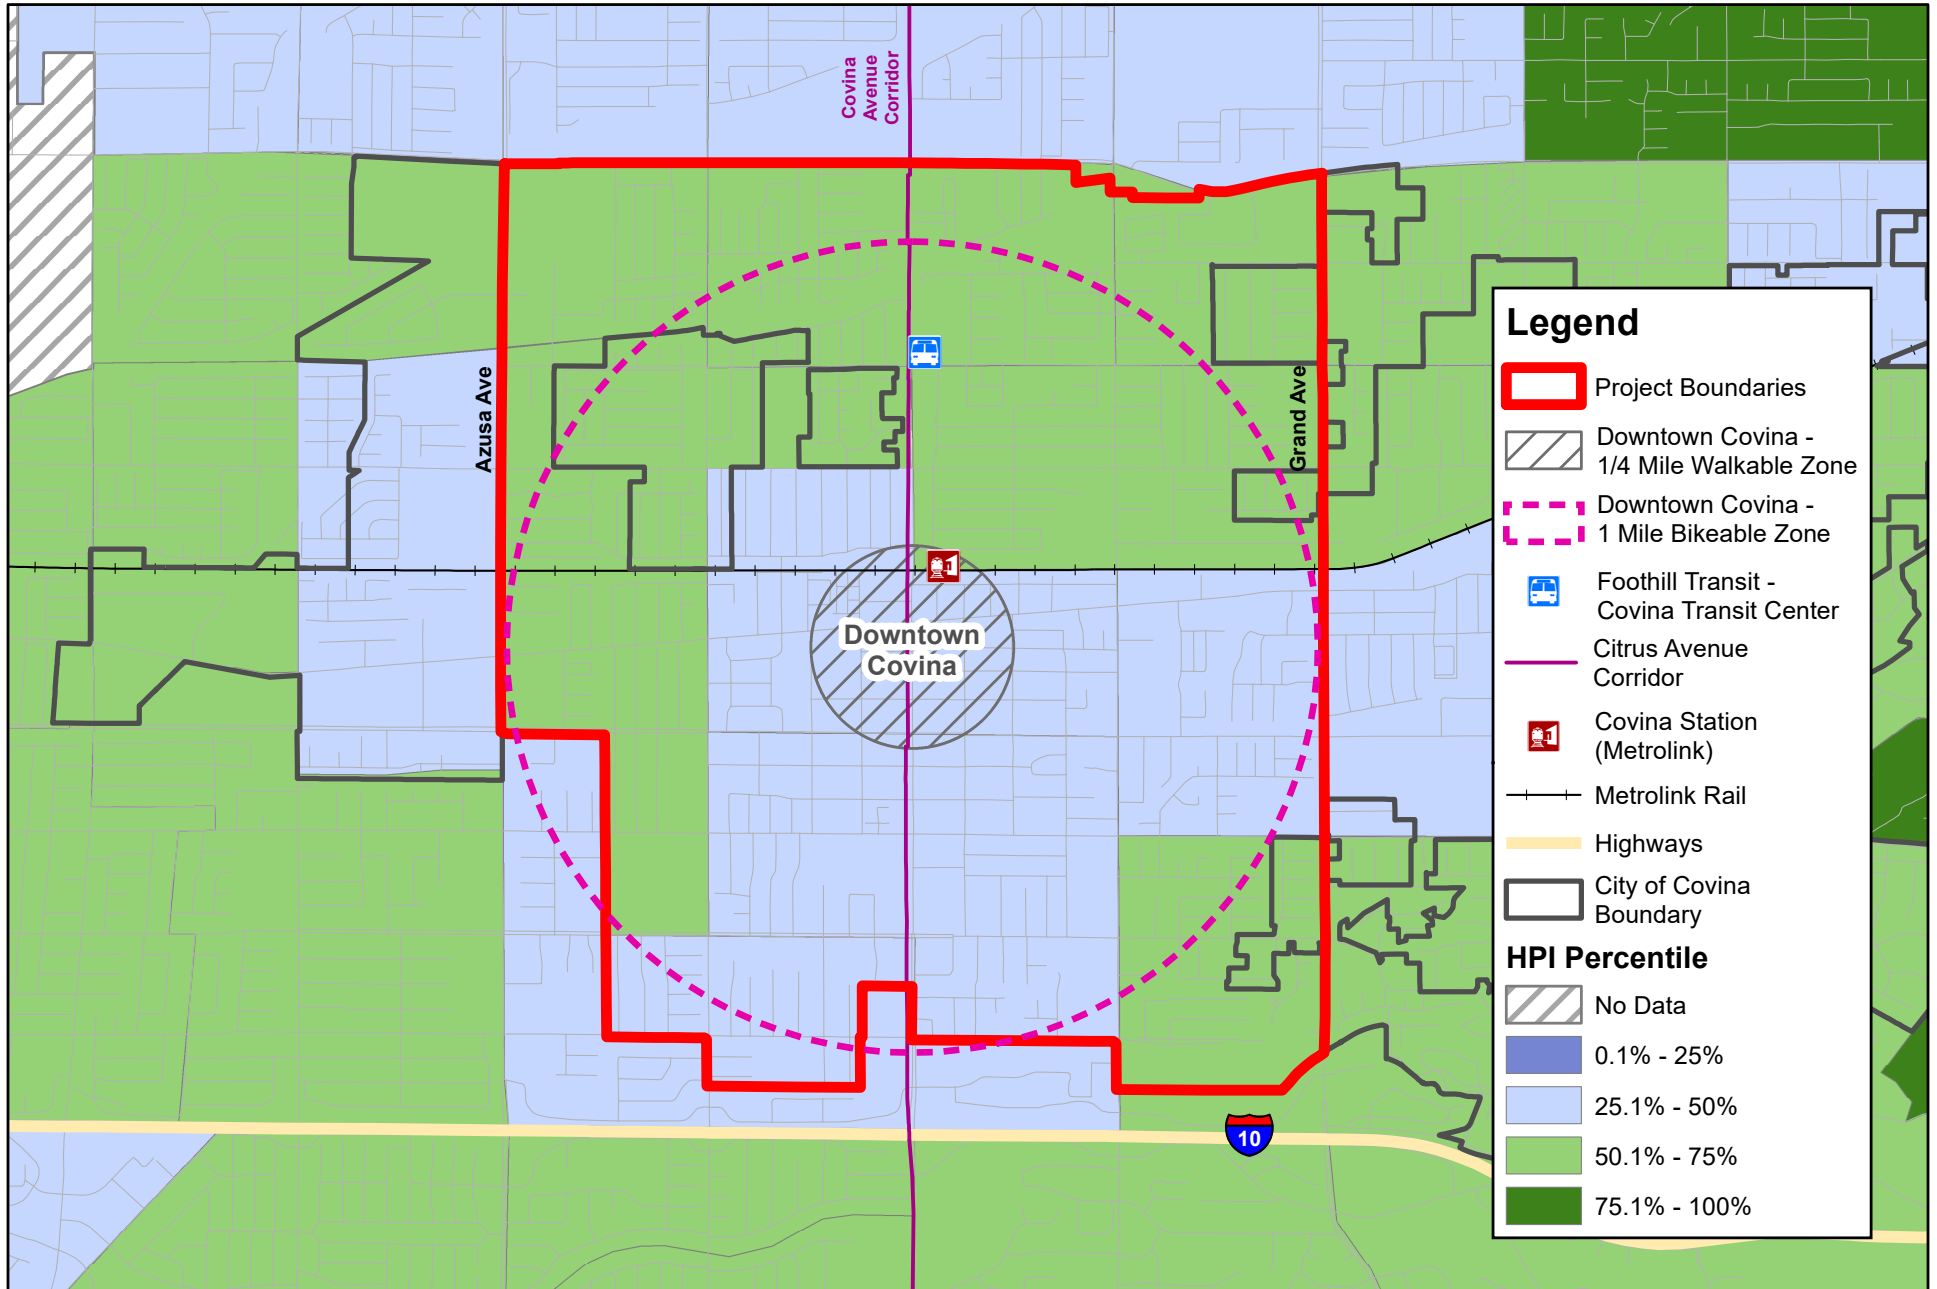 Covina
Avenue
Corridor
Azusa Ave
Grand Ave
Downtown
Covina
10
Legend
Project Boundaries
Downtown Covina -
1/4 Mile Walkable Zone
Downtown Covina -
1 Mile Bikeable Zone
Foothill Transit -
Covina Transit Center
Citrus Avenue
Corridor
Covina Station
(Metrolink)
Metrolink Rail
Highways
City of Covina
Boundary
HPI Percentile
No Data
0.1% - 25%
25.1% - 50%
50.1% - 75%
75.1% - 100%